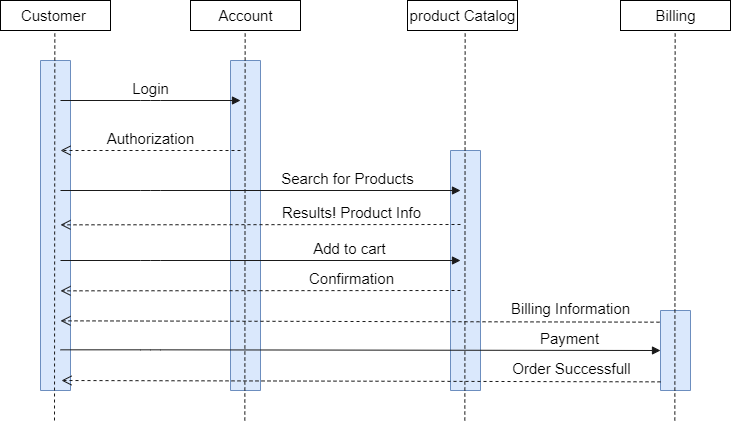 Customer
Account
product Catalog
Billing
Login
Authorization
Search for Products
Results! Product Info
Add to cart
Confirmation
Billing Information
Payment
Order Successfull